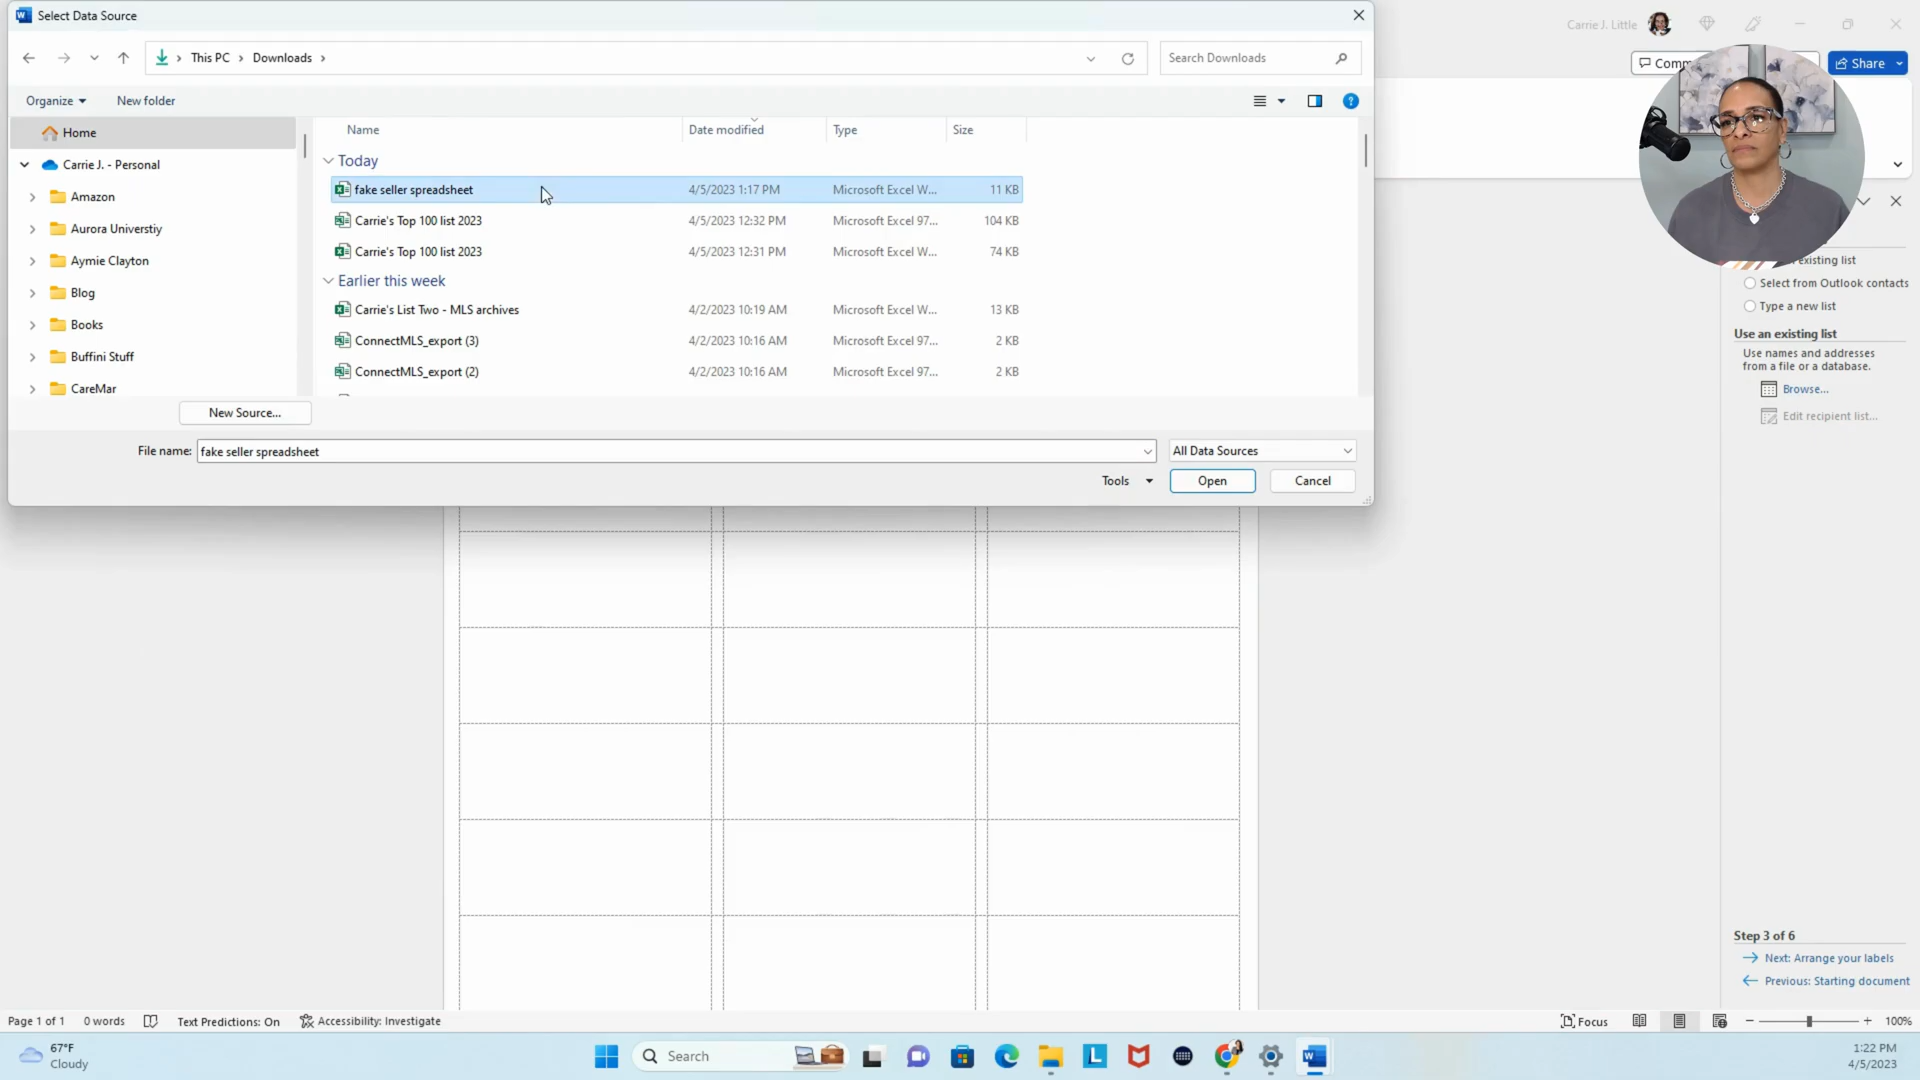 Select Data Source
Carrie J. Little
This PC > Downloads >
Search Downloads
Share
Organize
New folder
Home
Carrie J. - Personal
Amazon
Aurora Universtiy
Aymie Clayton
Blog
Books
Buffini Stuff
CareMar
Name Date modified Type Size
Today
fake seller spreadsheet 4/5/2023 1:17 PM Microsoft Excel W... 11 KB
Carrie's Top 100 list 2023 4/5/2023 12:32 PM Microsoft Excel 97... 104 KB
Carrie's Top 100 list 2023 4/5/2023 12:31 PM Microsoft Excel W... 74 KB
Earlier this week
Carrie's List Two - MLS archives 4/2/2023 10:19 AM Microsoft Excel W... 13 KB
ConnectMLS_export (3) 4/2/2023 10:16 AM Microsoft Excel 97... 2 KB
ConnectMLS_export (2) 4/2/2023 10:16 AM Microsoft Excel 97... 2 KB
New Source...
File name: fake seller spreadsheet
All Data Sources
Tools
Open
Cancel
existing list
Select from Outlook contacts
Type a new list
Use an existing list
Use names and addresses
from a file or a database.
Browse...
Edit recipient list...
Step 3 of 6
Next: Arrange your labels
Previous: Starting document
Page 1 of 1 0 words Text Predictions: On Accessibility: Investigate
Focus
100%
67°F
Cloudy
Search
1:22 PM
4/5/2023